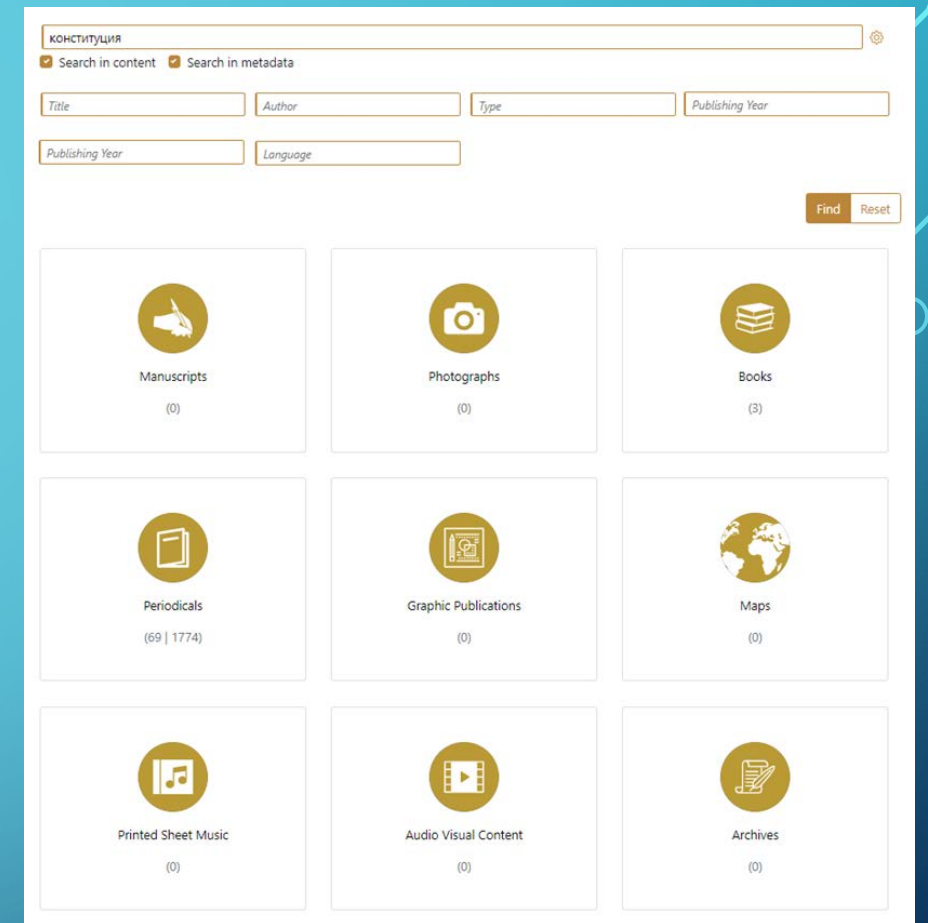 конституция
Search in content Search in metadata
Title Author Type Publishing Year
Publishing Year Language
Find Reset
Manuscripts Photographs Books
(0) (0) (3)
Periodicals Graphic Publications Maps
(69 | 1774) (0) (0)
Printed Sheet Music Audio Visual Content Archives
(0) (0) (0)